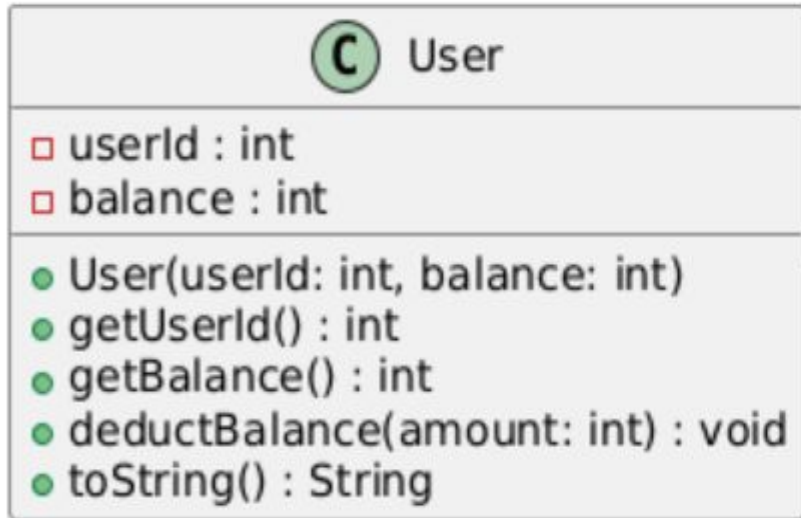 C User
userId : int
balance : int
User(userId: int, balance: int)
getUserId() : int
getBalance() : int
deductBalance(amount: int) : void
toString() : String